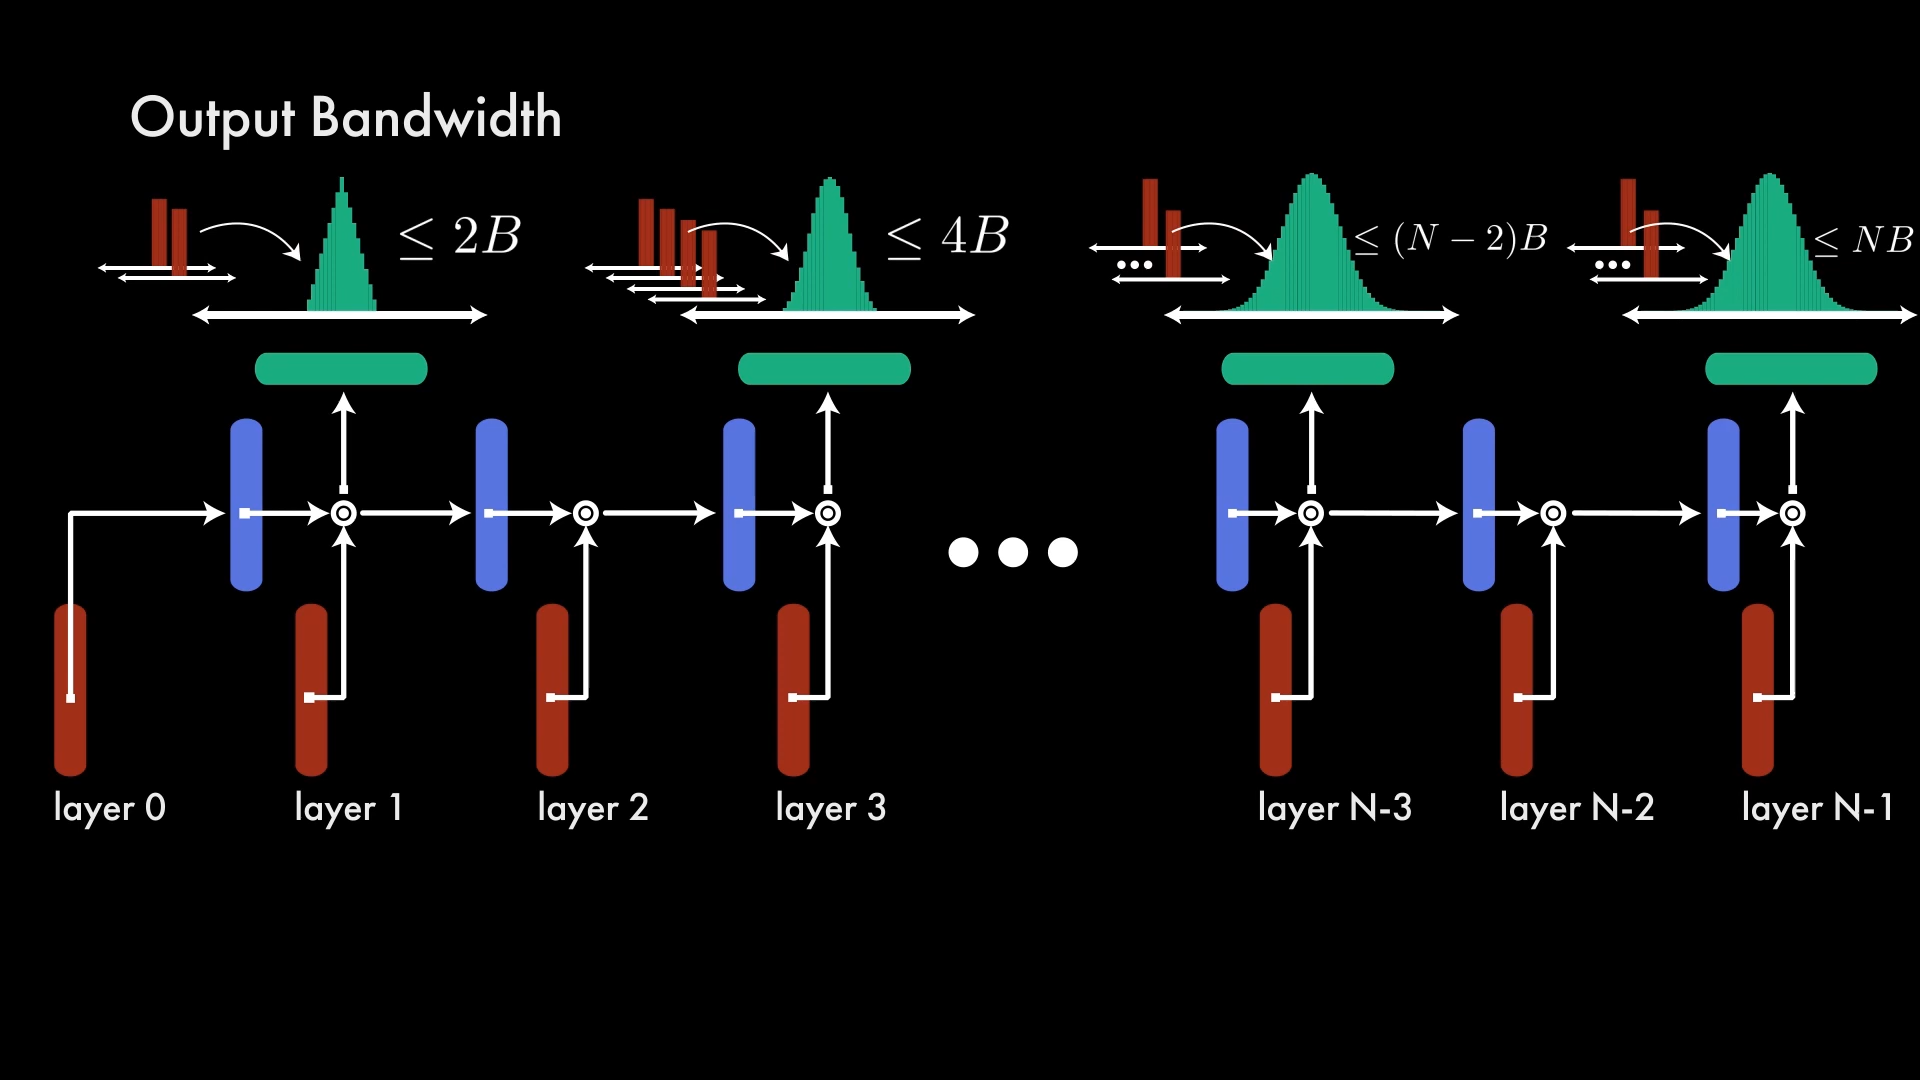 Output Bandwidth
≤ 2B
≤ 4B
≤ (N − 2)B
≤ NB
layer 0
layer 1
layer 2
layer 3
layer N-3
layer N-2
layer N-1